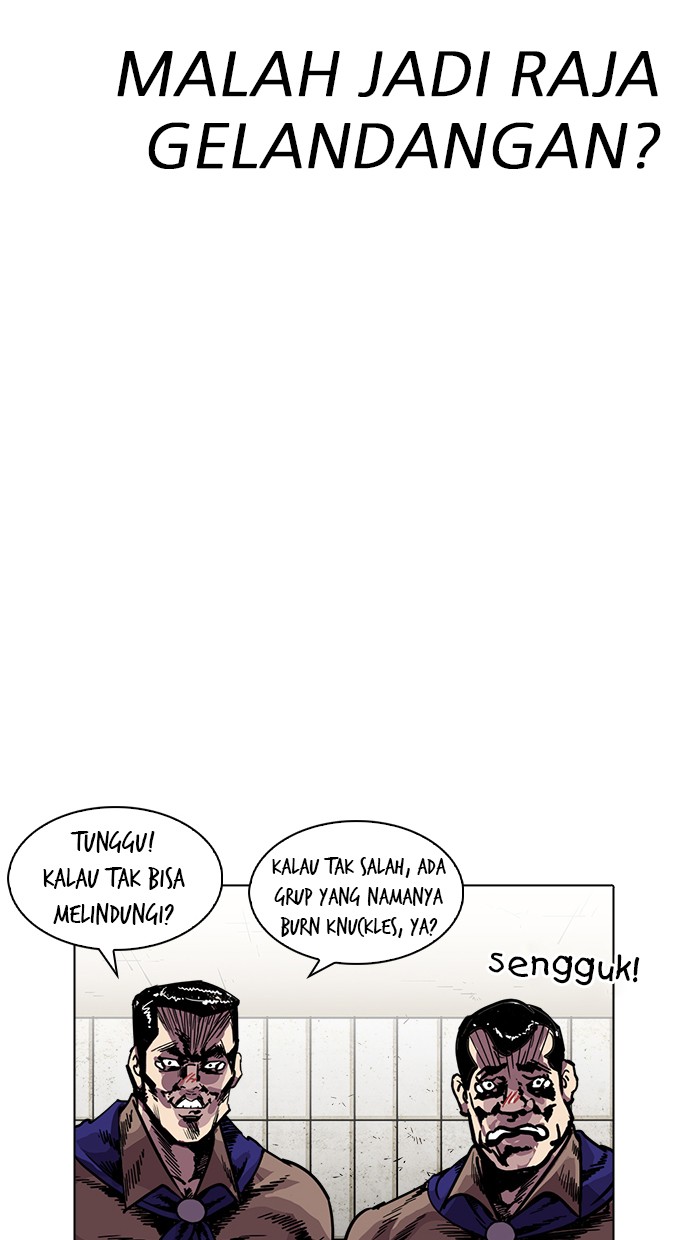 MALAH JADI RAJA
GELANDANGAN?
TUNGGU!
KALAU TAK BISA
MELINDUNGI?
KALAU TAK SALAH, ADA
GRUP YANG NAMANYA
BURN KNUCKLES, YA?
sengguk!